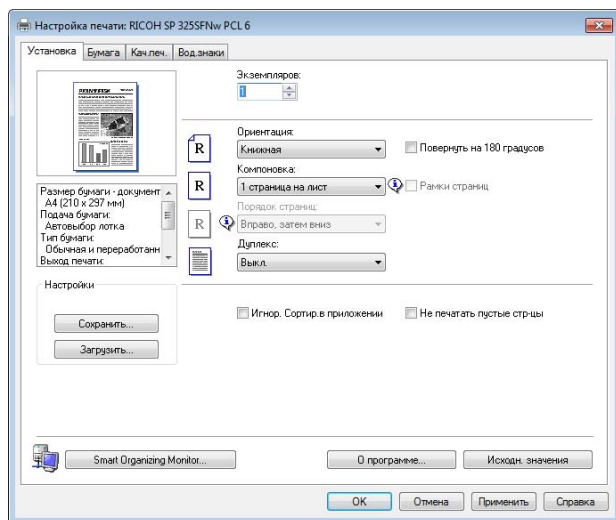 Настройка печати: RICOH SP 325SFNw PCL 6
Установка Бумага Кач.печ. Вод.знаки
Экземпляров:
1
Ориентация:
R Книжная Повернуть на 180 градусов
Компоновка:
R 1 страница на лист Рамки страниц
Порядок страниц:
R Вправо, затем вниз
Дуплекс:
Выкл.
Размер бумаги - документ
A4 (210 x 297 мм)
Подача бумаги:
Автовыбор лотка
Тип бумаги:
Обычная и переработанн
Выход печати:
Настройки
Сохранить...
Загрузить...
Игнор. Сортир.в приложении Не печатать пустые стр-цы
Smart Organizing Monitor... О программе... Исходн. значения
OK Отмена Применить Справка